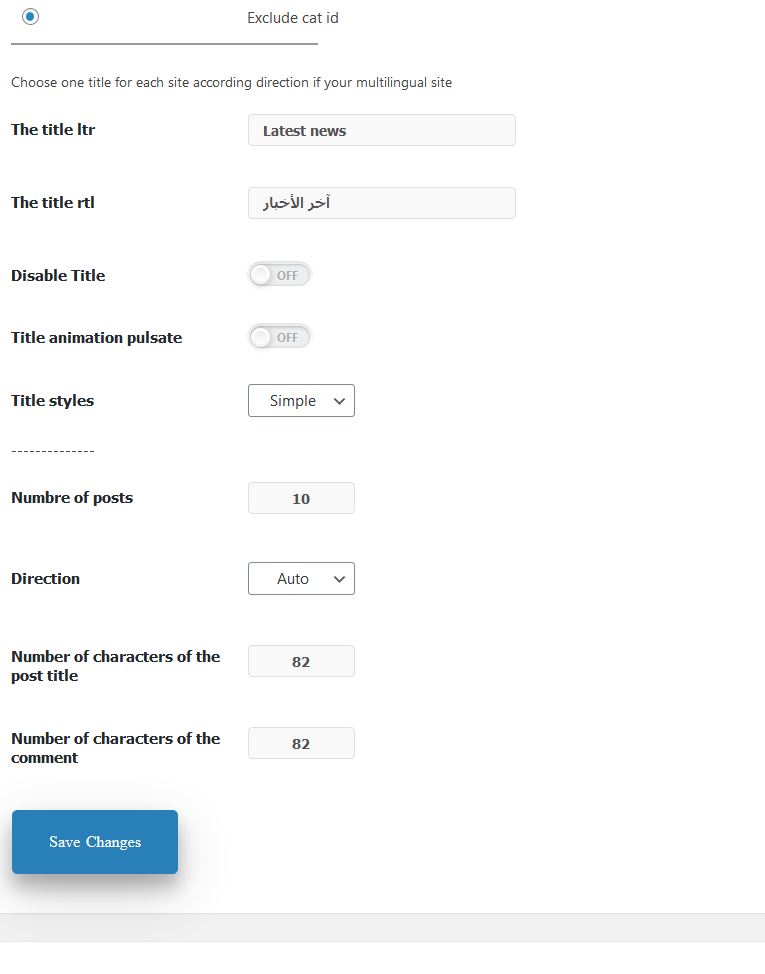 Exclude cat id
Choose one title for each site according direction if your multilingual site
The title ltr
Latest news
The title rtl
آخر الأخبار
Disable Title
OFF
Title animation pulsate
OFF
Title styles
Simple
--------------
Numbre of posts
10
Direction
Auto
Number of characters of the
post title
82
Number of characters of the
comment
82
Save Changes